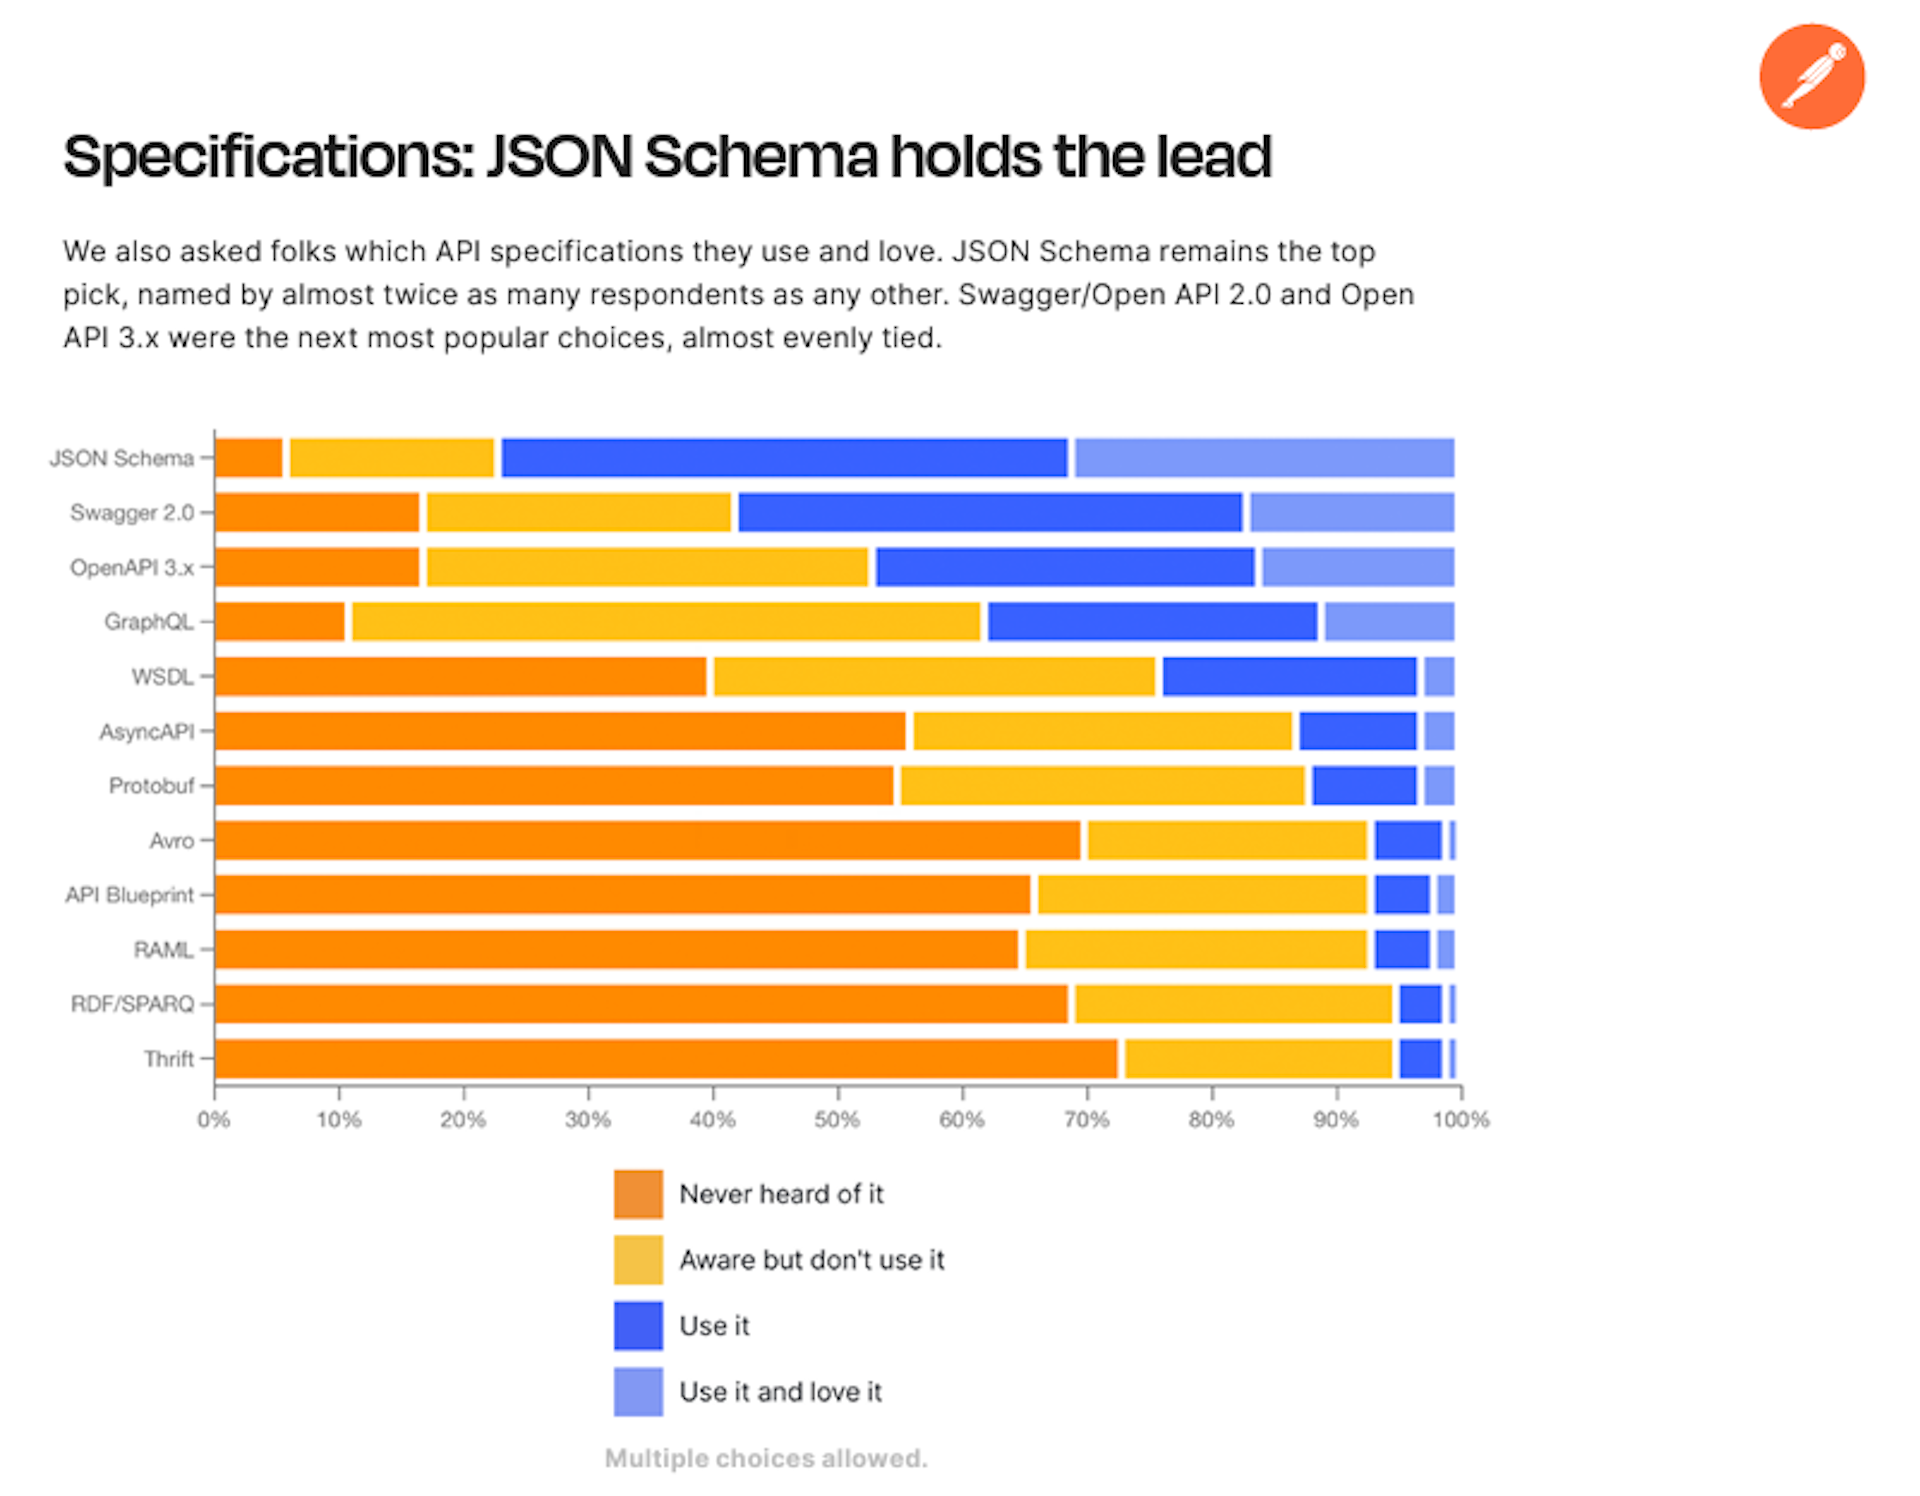 Specifications: JSON Schema holds the lead
We also asked folks which API specifications they use and love. JSON Schema remains the top
pick, named by almost twice as many respondents as any other. Swagger/Open API 2.0 and Open
API 3.x were the next most popular choices, almost evenly tied.
JSON Schema
Swagger 2.0
OpenAPI 3.x
GraphQL
WSDL
AsyncAPI
Protobuf
Avro
API Blueprint
RAML
RDF/SPARQ
Thrift
0% 10% 20% 30% 40% 50% 60% 70% 80% 90% 100%
Never heard of it
Aware but don't use it
Use it
Use it and love it
Multiple choices allowed.